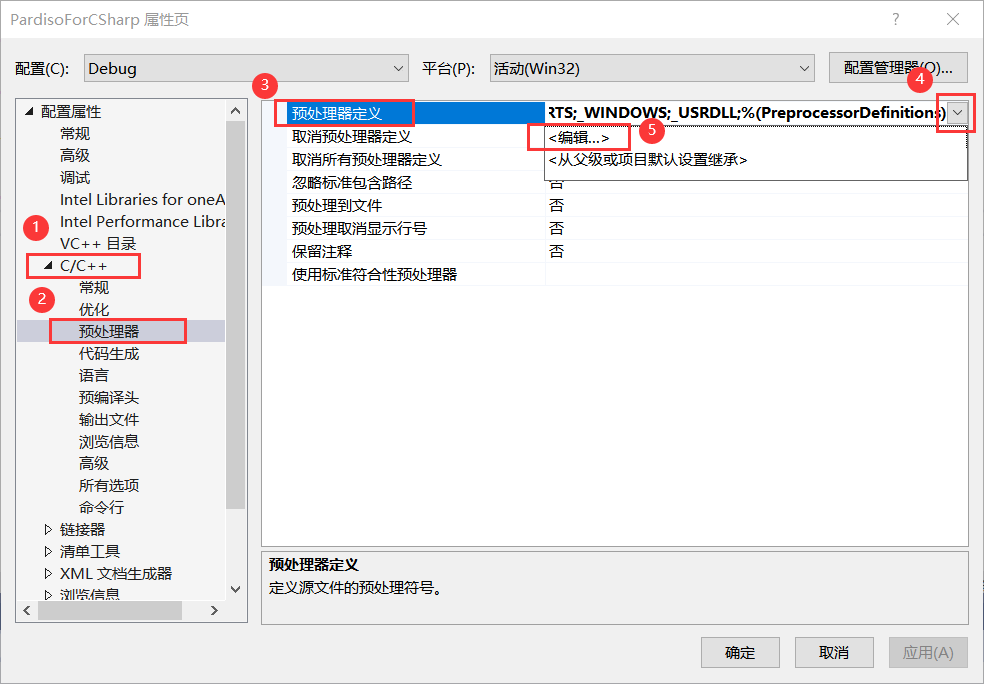 PardisoForCSharp 属性页
配置(C): Debug 平台(P): 活动(Win32) 配置管理器(O)...
配置属性
常规
高级
调试
Intel Libraries for oneA
Intel Performance Libra
VC++ 目录
1
C/C++
常规
2
优化
预处理器
代码生成
语言
预编译头
输出文件
浏览信息
高级
所有选项
命令行
链接器
清单工具
XML 文档生成器
浏览信息
3
4
预处理器定义 RTS;_WINDOWS;_USRDLL;%(PreprocessorDefinitions)
取消预处理器定义 <编辑...> 5
取消所有预处理器定义 <从父级或项目默认设置继承>
忽略标准包含路径 否
预处理到文件 否
预处理取消显示行号 否
保留注释 否
使用标准符合性预处理器
预处理器定义
定义源文件的预处理符号。
确定 取消 应用(A)